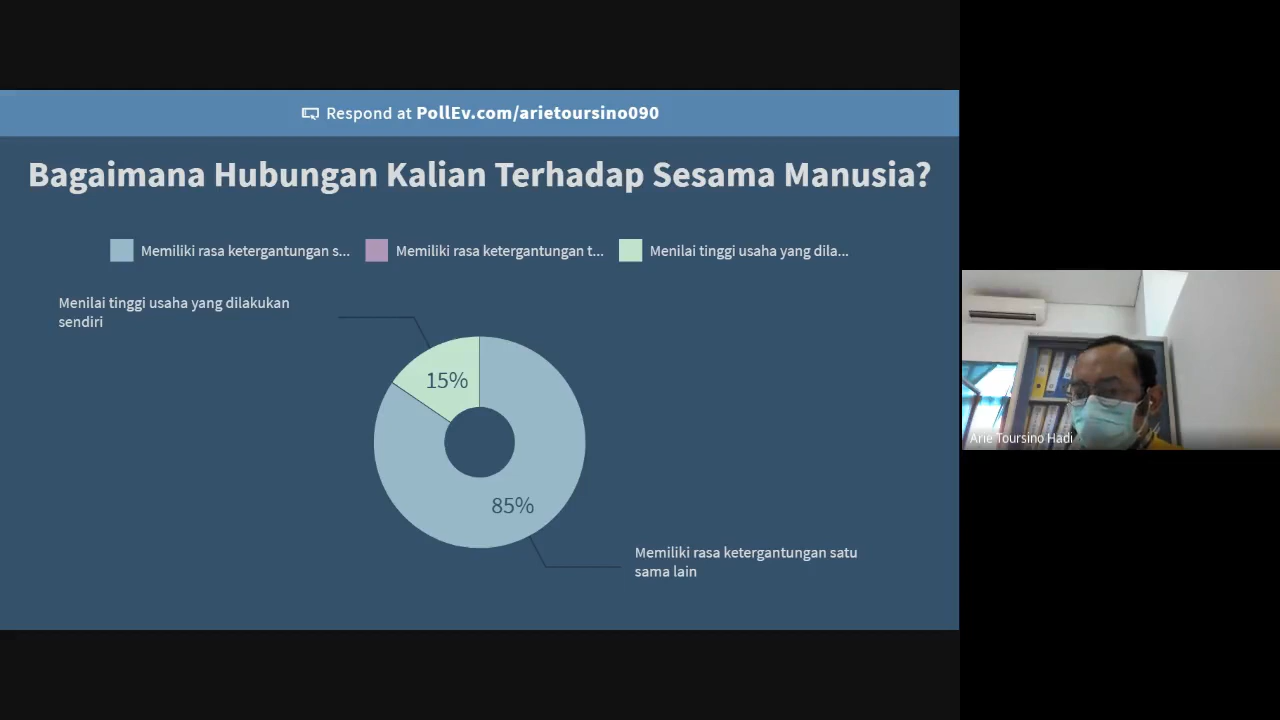 Respond at PollEv.com/arietoursino090
Bagaimana Hubungan Kalian Terhadap Sesama Manusia?
Memiliki rasa ketergantungan s... Memiliki rasa ketergantungan t... Menilai tinggi usaha yang dila...
Menilai tinggi usaha yang dilakukan
sendiri
15%
85%
Memiliki rasa ketergantungan satu
sama lain
Arie Toursino Hadi